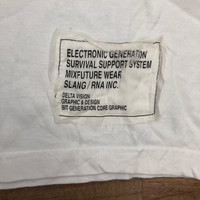 ELECTRONIC GENERATION
SURVIVAL SUPPORT SYSTEM
MIXFUTURE WEAR
SLANG / RNA INC.
DELTA VISION
GRAPHIC & DESIGN
BIT GENERATION CORE GRAPHIC